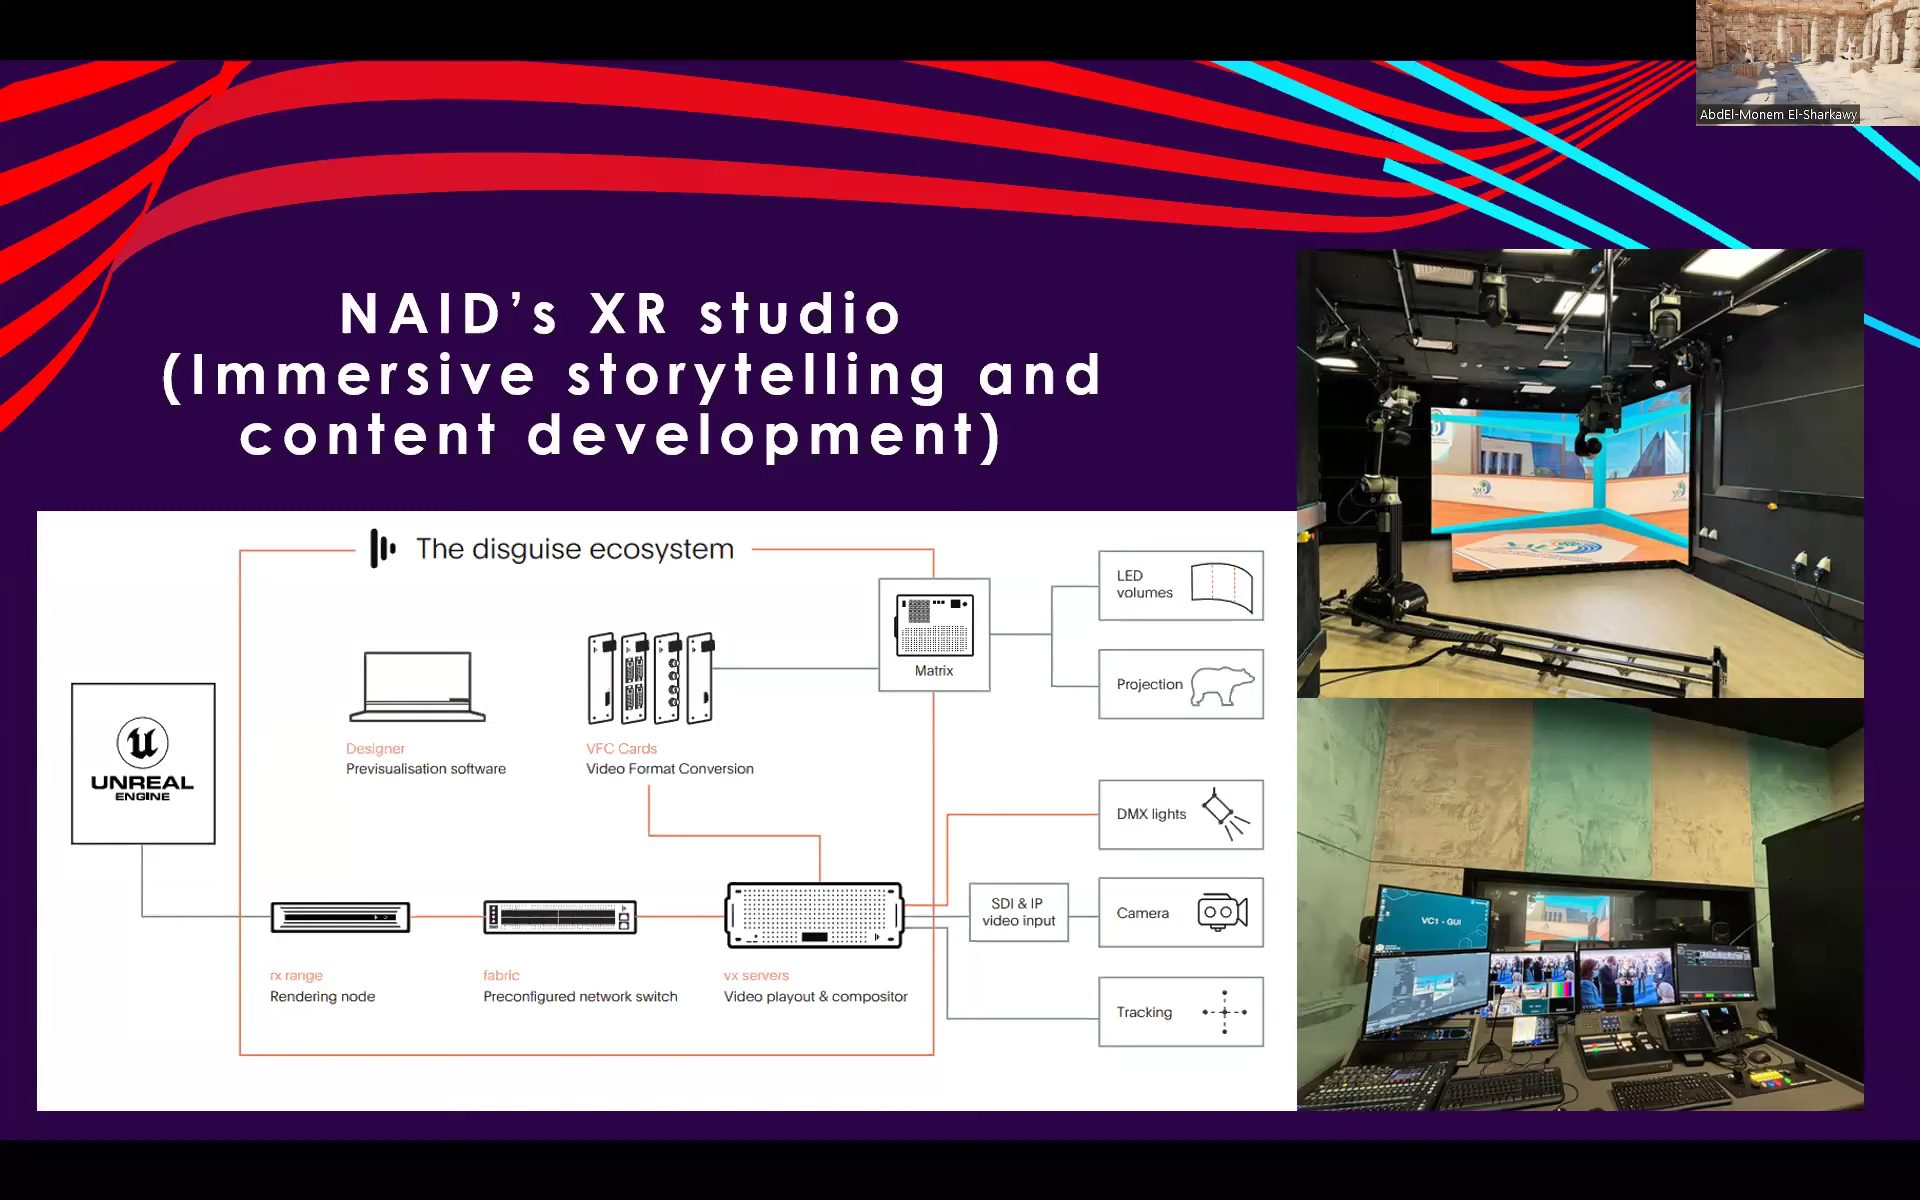 AbdEl-Monem El-Sharkawy
NAID's XR studio
(Immersive storytelling and
content development)
The disguise ecosystem
UNREAL
ENGINE
Designer
Previsualisation software
VFC Cards
Video Format Conversion
Matrix
LED
volumes
Projection
DMX lights
SDI & IP
video input
Camera
Tracking
rx range
Rendering node
fabric
Preconfigured network switch
vx servers
Video playout & compositor
VC1 - GUI